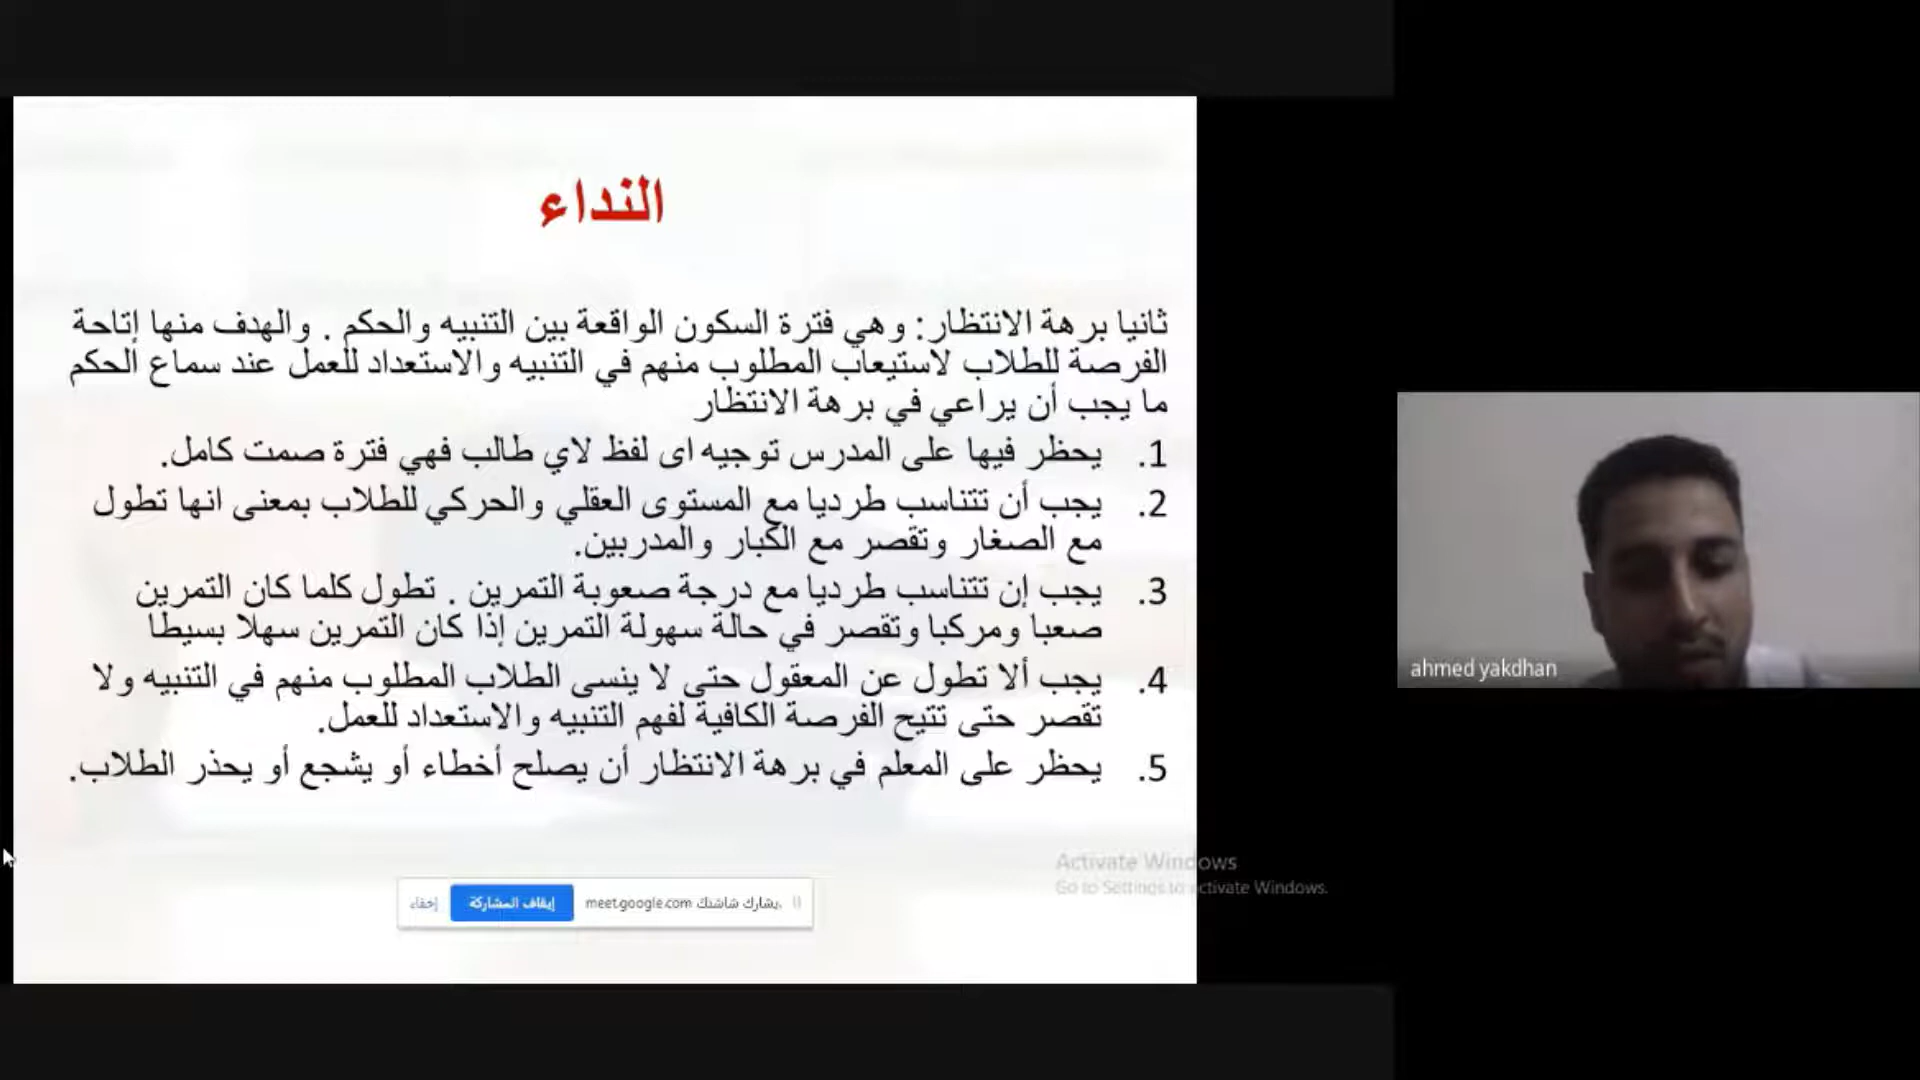 النداء
ثانيا برهة الانتظار: وهي فترة السكون الواقعة بين التنبيه والحكم . والهدف منها إتاحة
الفرصة للطلاب لاستيعاب المطلوب منهم في التنبيه والاستعداد للعمل عند سماع الحكم
ما يجب أن يراعي في برهة الانتظار
1. يحظر فيها على المدرس توجيه اى لفظ لاي طالب فهي فترة صمت كامل.
2. يجب أن تتناسب طرديا مع المستوى العقلي والحركي للطلاب بمعنى انها تطول
مع الصغار وتقصر مع الكبار والمدربين.
3. يجب إن تتناسب طرديا مع درجة صعوبة التمرين . تطول كلما كان التمرين
صعبا ومركبا وتقصر في حالة سهولة التمرين إذا كان التمرين سهلا بسيطا
4. يجب ألا تطول عن المعقول حتى لا ينسى الطلاب المطلوب منهم في التنبيه ولا
تقصر حتى تتيح الفرصة الكافية لفهم التنبيه والاستعداد للعمل.
5. يحظر على المعلم في برهة الانتظار أن يصلح أخطاء أو يشجع أو يحذر الطلاب.
ahmed yakdhan
Activate Windows
Go to Settings to activate Windows.
يشارك شاشتك meet.google.com إيقاف المشاركة إخفاء